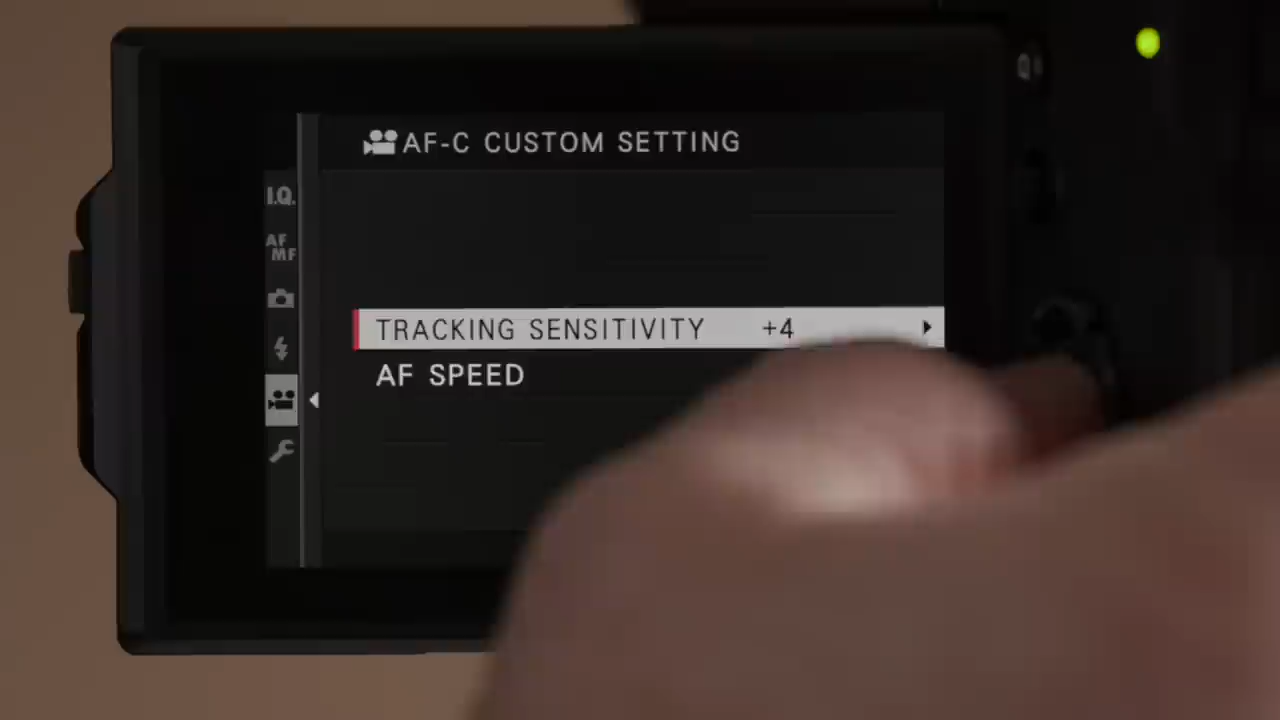 AF-C CUSTOM SETTING
I.Q.
AF
MF
TRACKING SENSITIVITY +4
AF SPEED